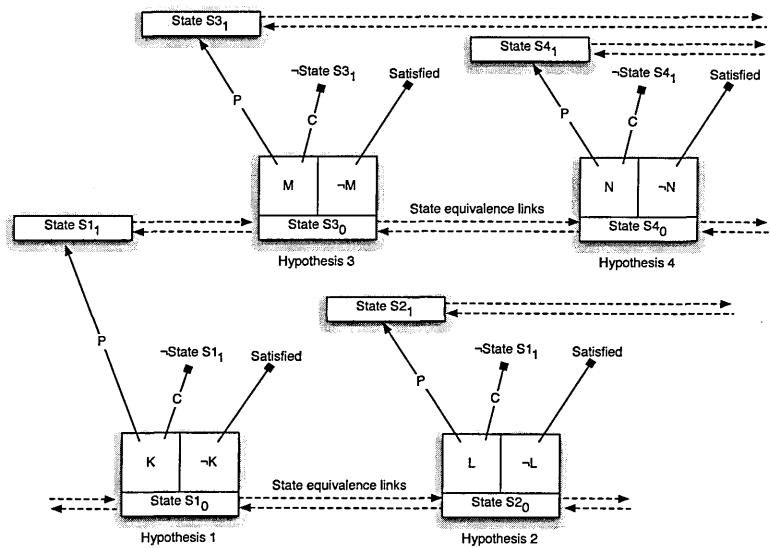 State S3₁
State S4₁
¬State S3₁
Satisfied
¬State S4₁
Satisfied
P
C
P
C
M
¬M
N
¬N
State equivalence links
State S1₁
State S3₀
State S4₀
Hypothesis 3
Hypothesis 4
State S2₁
P
¬State S1₁
Satisfied
¬State S1₁
Satisfied
C
P
C
K
¬K
L
¬L
State equivalence links
State S1₀
State S2₀
Hypothesis 1
Hypothesis 2